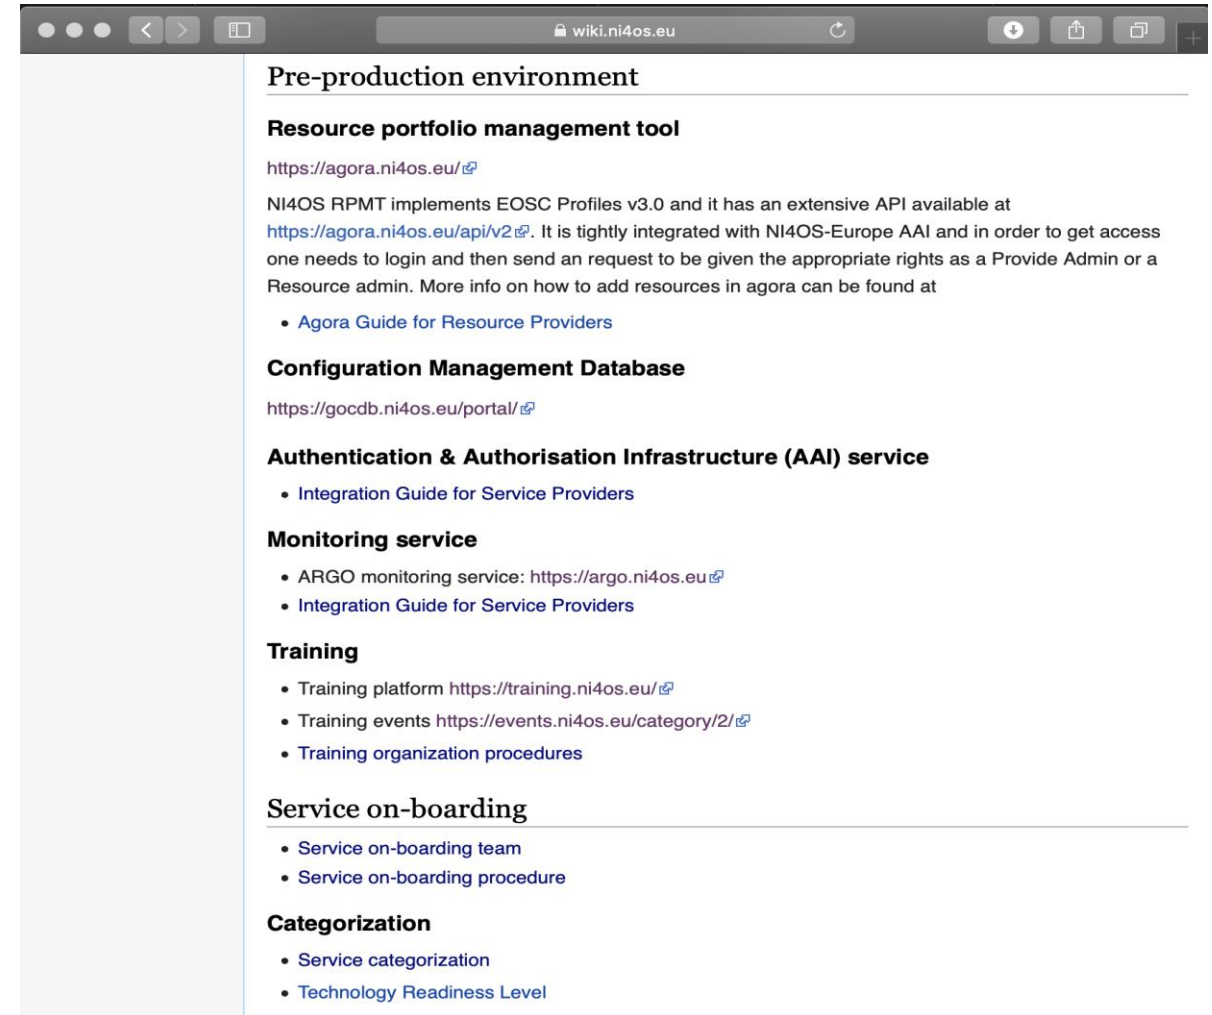 wiki.ni4os.eu
Pre-production environment
Resource portfolio management tool
https://agora.ni4os.eu/
NI4OS RPMT implements EOSC Profiles v3.0 and it has an extensive API available at
https://agora.ni4os.eu/api/v2. It is tightly integrated with NI4OS-Europe AAI and in order to get access
one needs to login and then send an request to be given the appropriate rights as a Provide Admin or a
Resource admin. More info on how to add resources in agora can be found at
• Agora Guide for Resource Providers
Configuration Management Database
https://gocdb.ni4os.eu/portal/
Authentication & Authorisation Infrastructure (AAI) service
• Integration Guide for Service Providers
Monitoring service
• ARGO monitoring service: https://argo.ni4os.eu
• Integration Guide for Service Providers
Training
• Training platform https://training.ni4os.eu/
• Training events https://events.ni4os.eu/category/2/
• Training organization procedures
Service on-boarding
• Service on-boarding team
• Service on-boarding procedure
Categorization
• Service categorization
• Technology Readiness Level